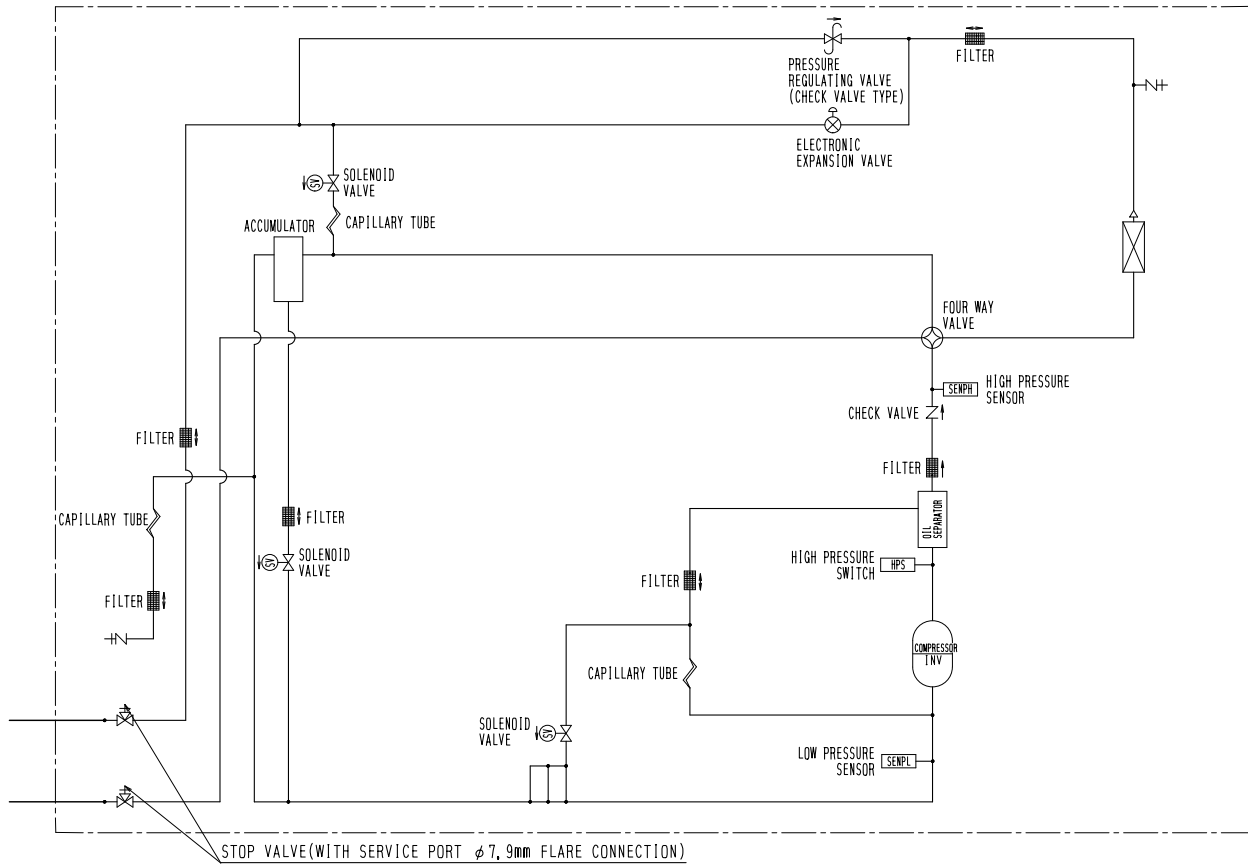 PRESSURE
REGULATING VALVE
(CHECK VALVE TYPE)
FILTER
ELECTRONIC
EXPANSION VALVE
SV
SOLENOID
VALVE
CAPILLARY TUBE
ACCUMULATOR
FOUR WAY
VALVE
SENPH
HIGH PRESSURE
SENSOR
CHECK VALVE
FILTER
FILTER
OIL
SEPARATOR
CAPILLARY TUBE
FILTER
SV
SOLENOID
VALVE
HIGH PRESSURE
SWITCH
HPS
FILTER
FILTER
COMPRESSOR
INV
CAPILLARY TUBE
SOLENOID
VALVE
SV
LOW PRESSURE
SENSOR
SENPL
STOP VALVE(WITH SERVICE PORT φ7,9mm FLARE CONNECTION)